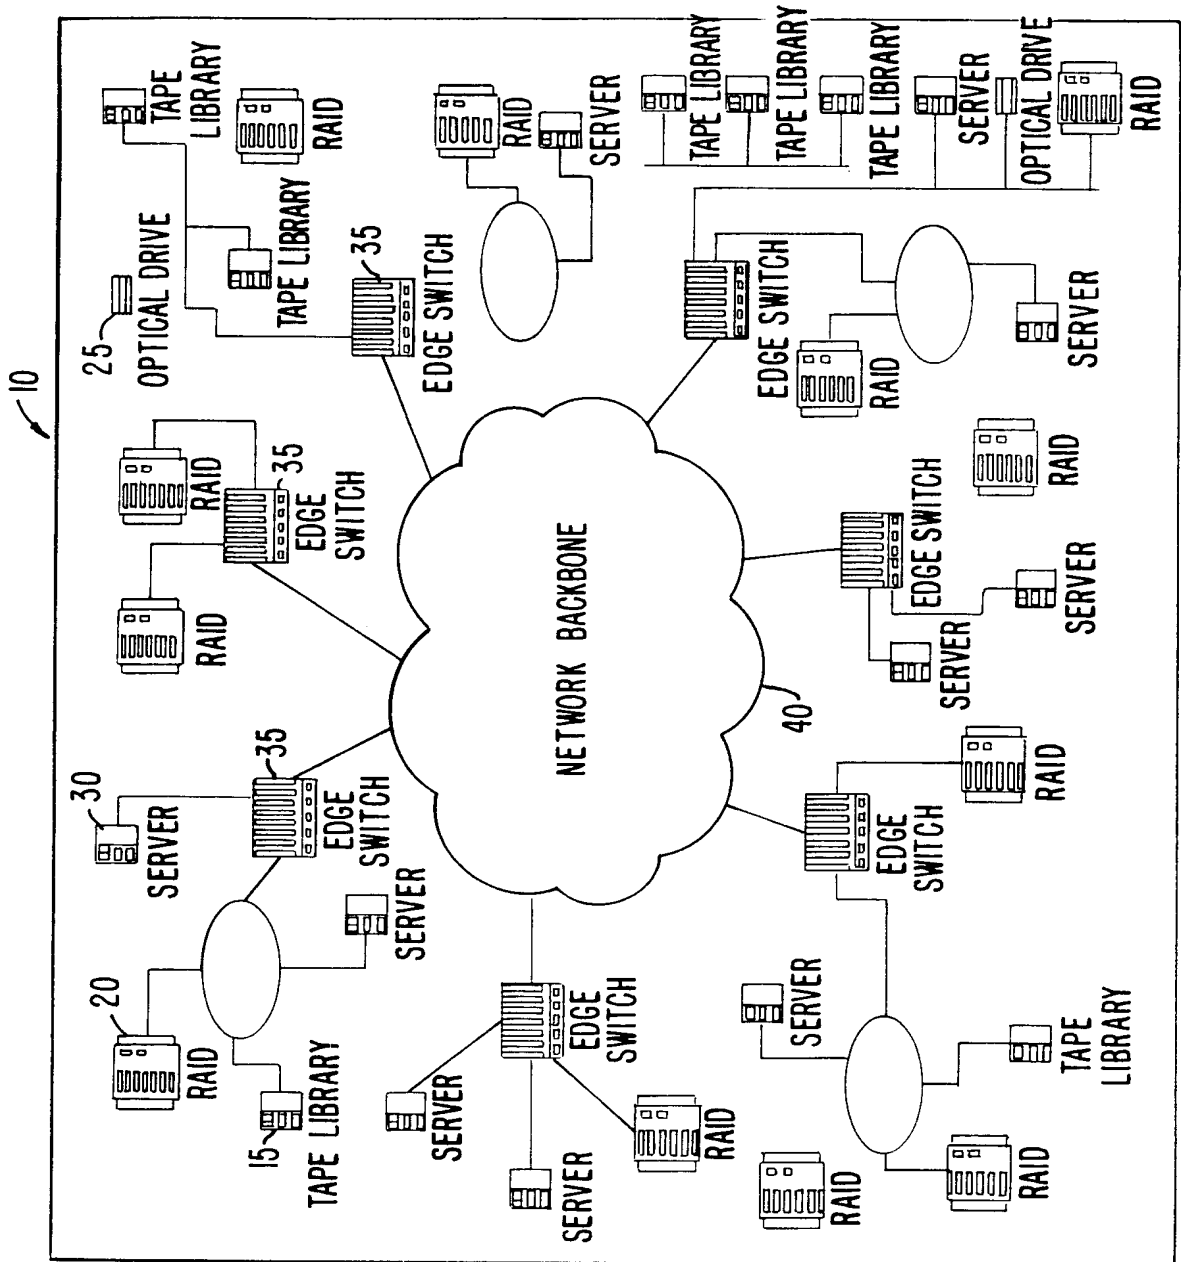 10
30
SERVER
25
OPTICAL DRIVE
TAPE
LIBRARY
20
RAID
RAID
RAID
35
EDGE
SWITCH
35
EDGE
SWITCH
15
TAPE LIBRARY
TAPE LIBRARY
RAID
SERVER
35
EDGE SWITCH
SERVER
RAID
SERVER
NETWORK BACKBONE
EDGE
SWITCH
SERVER
RAID
TAPE LIBRARY
40
EDGE SWITCH
TAPE LIBRARY
SERVER
RAID
RAID
TAPE LIBRARY
EDGE
SWITCH
EDGE SWITCH
SERVER
SERVER
RAID
RAID
RAID
OPTICAL DRIVE
TAPE
LIBRARY
SERVER
SERVER
RAID